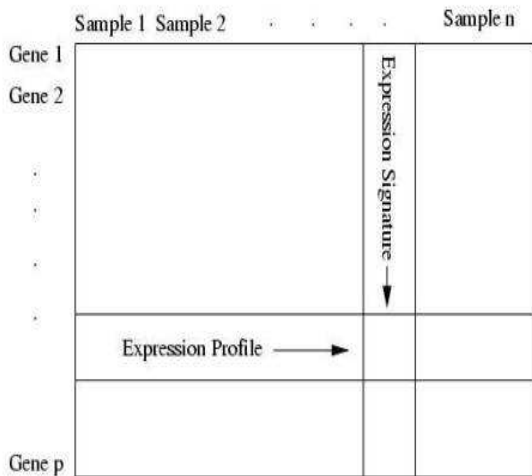 Sample 1 Sample 2 . . . . Sample n
Gene 1
Gene 2
.
.
.
.
Expression Signature
Expression Profile
Gene p